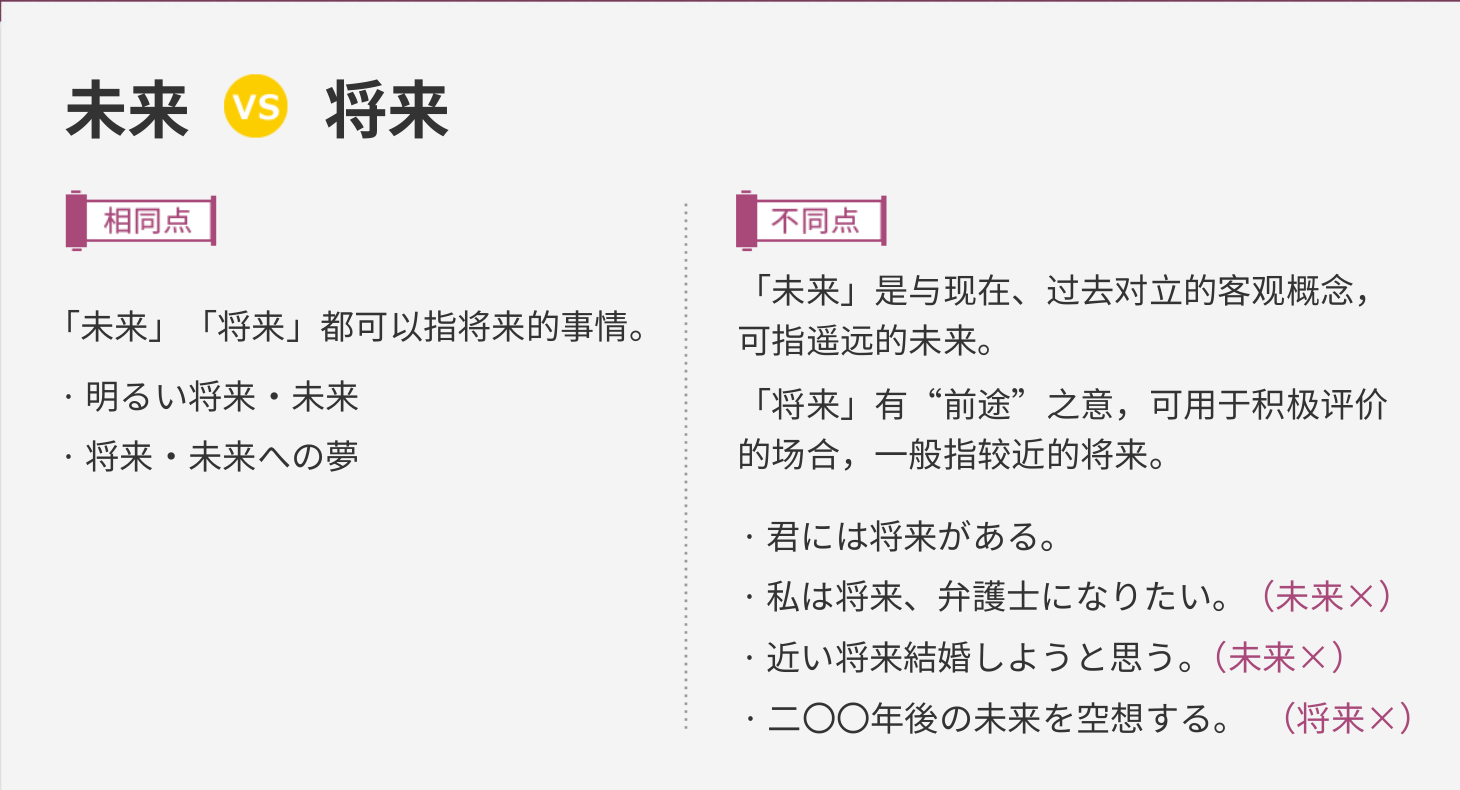 未来 VS 将来
相同点
「未来」「将来」都可以指将来的事情。
· 明るい将来・未来
· 将来・未来への夢
不同点
「未来」是与现在、过去对立的客观概念，
可指遥远的未来。
「将来」有“前途”之意，可用于积极评价
的场合，一般指较近的将来。
· 君には将来がある。
· 私は将来、弁護士になりたい。（未来×）
· 近い将来結婚しようと思う。（未来×）
· 二〇〇年後の未来を空想する。（将来×）